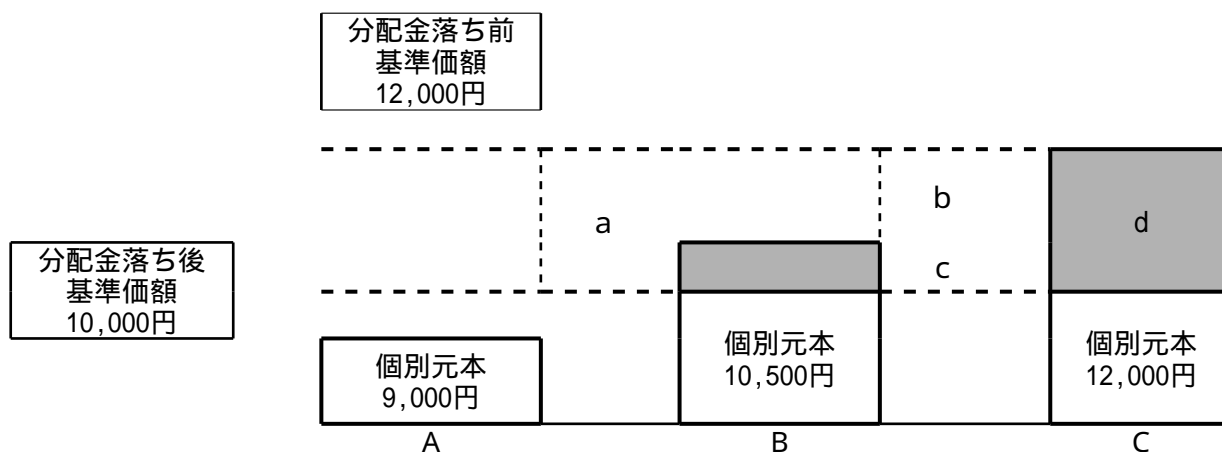 分配金落ち前
基準価額
12,000円
a
b
c
d
分配金落ち後
基準価額
10,000円
個別元本
9,000円
個別元本
10,500円
個別元本
12,000円
A
B
C